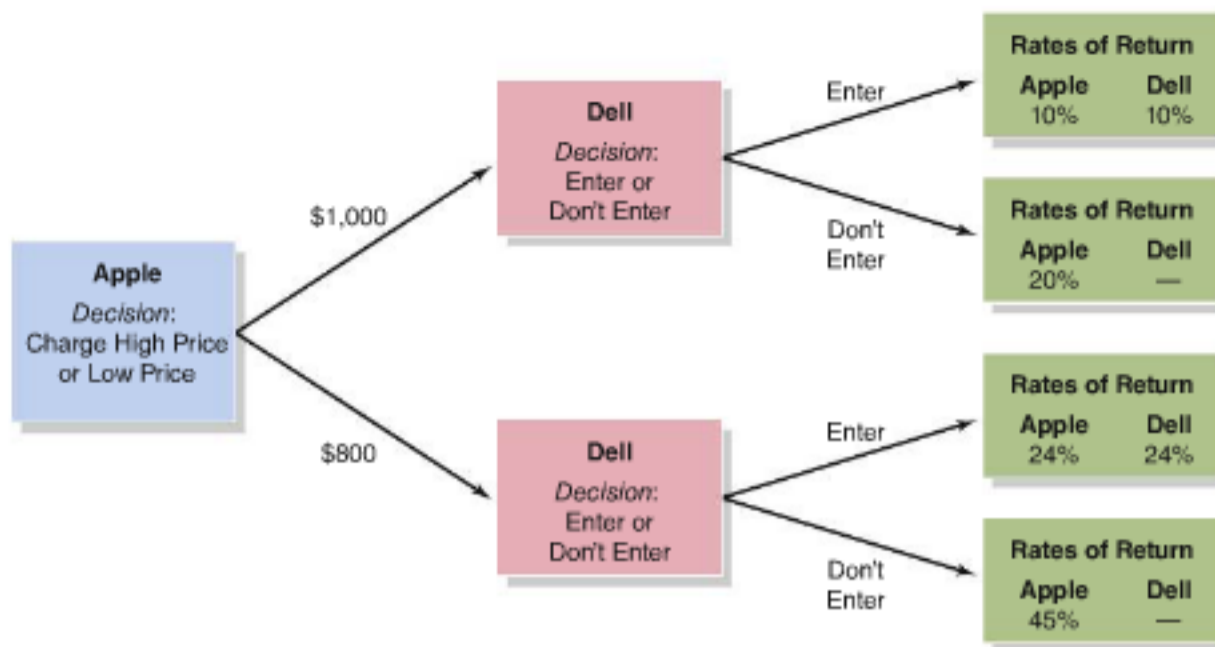 Apple
Decision:
Charge High Price
or Low Price
$1,000
$800
Dell
Decision:
Enter or
Don't Enter
Enter
Don't
Enter
Rates of Return
Apple Dell
10% 10%
Rates of Return
Apple Dell
20% —
Dell
Decision:
Enter or
Don't Enter
Enter
Don't
Enter
Rates of Return
Apple Dell
24% 24%
Rates of Return
Apple Dell
45% —